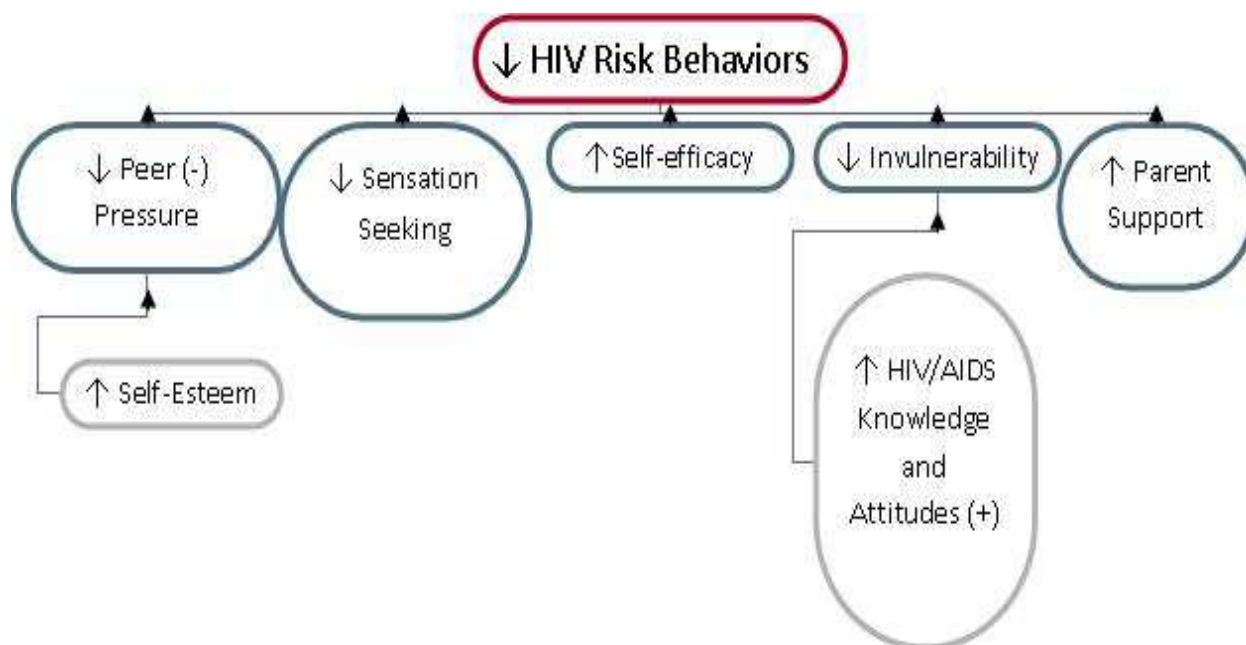 ↓ HIV Risk Behaviors
↓ Peer (-)
Pressure
↓ Sensation
Seeking
↑ Self-efficacy
↓ Invulnerability
↑ Parent
Support
↑ Self-Esteem
↑ HIV/AIDS
Knowledge
and
Attitudes (+)